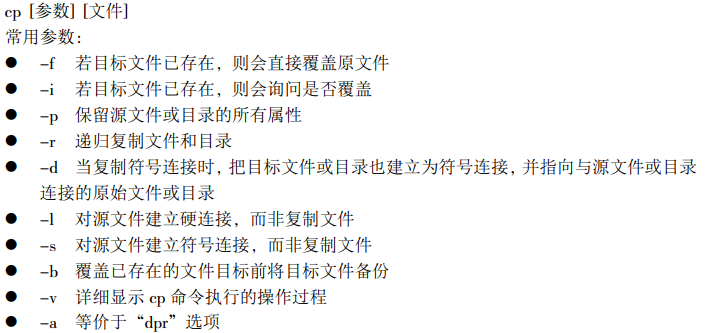 cp [参数] [文件]
常用参数：
● -f 若目标文件已存在，则会直接覆盖原文件
● -i 若目标文件已存在，则会询问是否覆盖
● -p 保留源文件或目录的所有属性
● -r 递归复制文件和目录
● -d 当复制符号连接时，把目标文件或目录也建立为符号连接，并指向与源文件或目录
连接的原始文件或目录
● -l 对源文件建立硬连接，而非复制文件
● -s 对源文件建立符号连接，而非复制文件
● -b 覆盖已存在的文件目标前将目标文件备份
● -v 详细显示 cp 命令执行的操作过程
● -a 等价于“dpr”选项